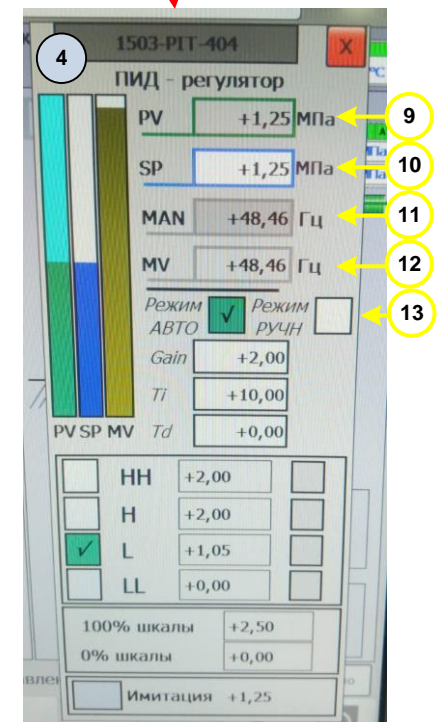 4
1503-PIT-404
X
ПИД - регулятор
PV +1,25 МПа
9
SP +1,25 МПа
10
MAN +48,46 Гц
11
MV +48,46 Гц
12
Режим АВТО √ Режим РУЧН
13
Gain +2,00
Ti +10,00
Td +0,00
PV SP MV
HH +2,00
H +2,00
√ L +1,05
LL +0,00
100% шкалы +2,50
0% шкалы +0,00
Имитация +1,25